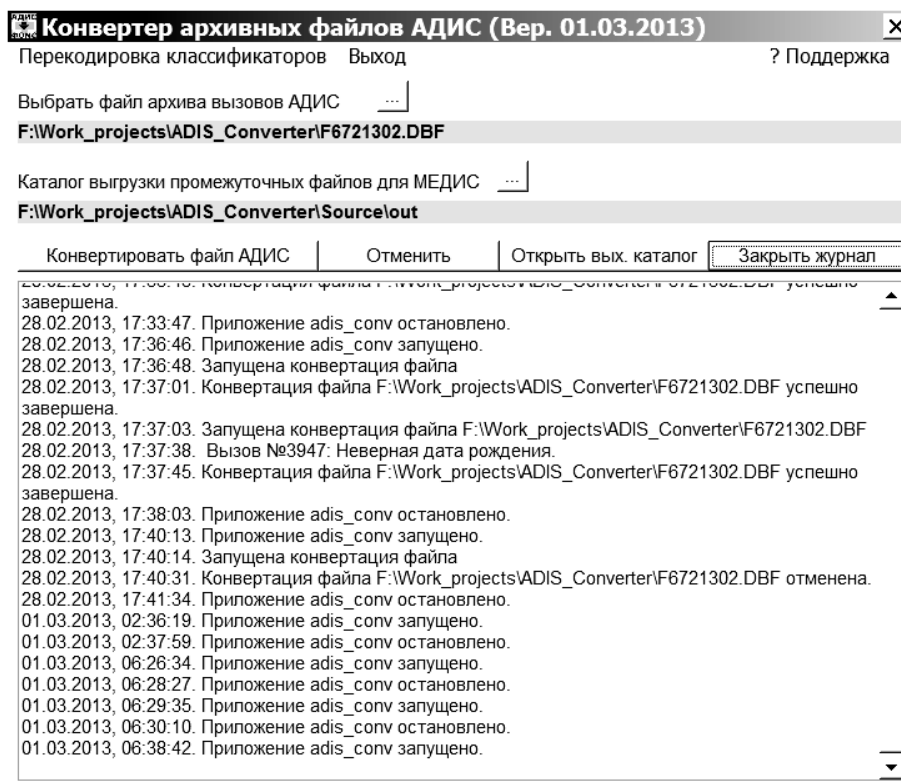 АДИС
ФОМС
Конвертер архивных файлов АДИС (Вер. 01.03.2013)
Перекодировка классификаторов Выход ? Поддержка
Выбрать файл архива вызовов АДИС ...
F:\Work_projects\ADIS_Converter\F6721302.DBF
Каталог выгрузки промежуточных файлов для МЕДИС ...
F:\Work_projects\ADIS_Converter\Source\out
Конвертировать файл АДИС Отменить Открыть вых. каталог Закрыть журнал
Конвертация файла F:\Work_projects\ADIS_Converter\F6721302.DBF успешно
завершена.
28.02.2013, 17:33:47. Приложение adis_conv остановлено.
28.02.2013, 17:36:46. Приложение adis_conv запущено.
28.02.2013, 17:36:48. Запущена конвертация файла
28.02.2013, 17:37:01. Конвертация файла F:\Work_projects\ADIS_Converter\F6721302.DBF успешно
завершена.
28.02.2013, 17:37:03. Запущена конвертация файла F:\Work_projects\ADIS_Converter\F6721302.DBF
28.02.2013, 17:37:38. Вызов №3947: Неверная дата рождения.
28.02.2013, 17:37:45. Конвертация файла F:\Work_projects\ADIS_Converter\F6721302.DBF успешно
завершена.
28.02.2013, 17:38:03. Приложение adis_conv остановлено.
28.02.2013, 17:40:13. Приложение adis_conv запущено.
28.02.2013, 17:40:14. Запущена конвертация файла
28.02.2013, 17:40:31. Конвертация файла F:\Work_projects\ADIS_Converter\F6721302.DBF отменена.
28.02.2013, 17:41:34. Приложение adis_conv остановлено.
01.03.2013, 02:36:19. Приложение adis_conv запущено.
01.03.2013, 02:37:59. Приложение adis_conv остановлено.
01.03.2013, 06:26:34. Приложение adis_conv запущено.
01.03.2013, 06:28:27. Приложение adis_conv остановлено.
01.03.2013, 06:29:35. Приложение adis_conv запущено.
01.03.2013, 06:30:10. Приложение adis_conv остановлено.
01.03.2013, 06:38:42. Приложение adis_conv запущено.